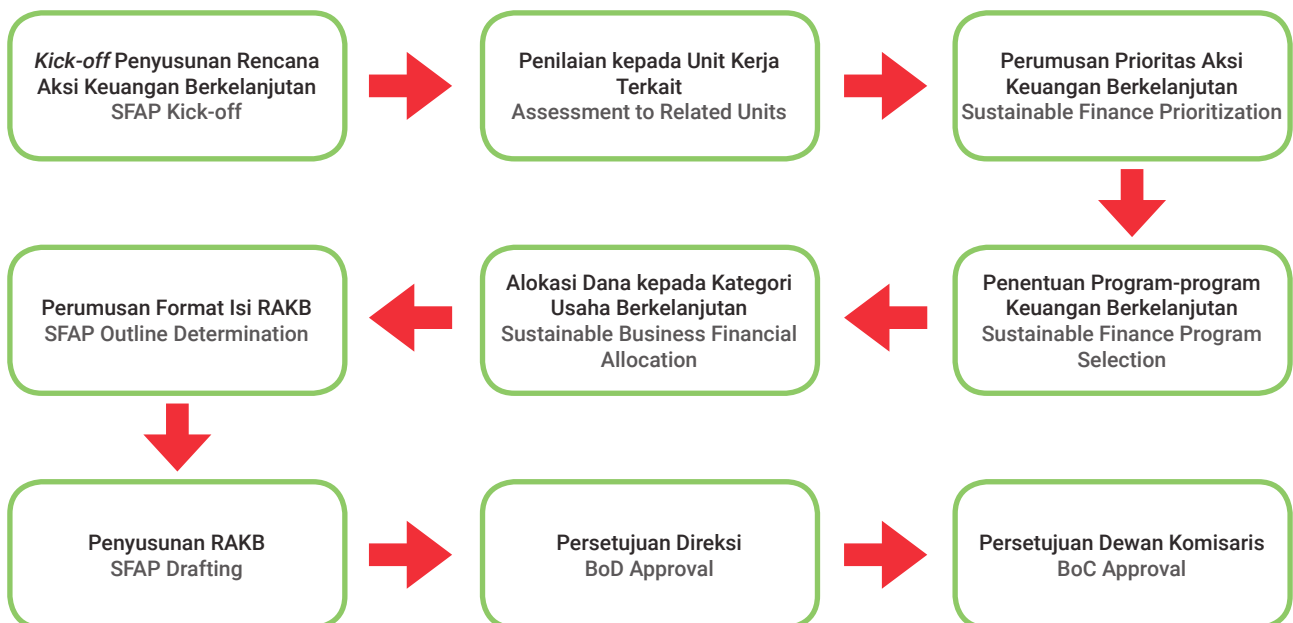 Kick-off Penyusunan Rencana
Aksi Keuangan Berkelanjutan
SFAP Kick-off
Penilaian kepada Unit Kerja
Terkait
Assessment to Related Units
Perumusan Prioritas Aksi
Keuangan Berkelanjutan
Sustainable Finance Prioritization
Penentuan Program-program
Keuangan Berkelanjutan
Sustainable Finance Program
Selection
Alokasi Dana kepada Kategori
Usaha Berkelanjutan
Sustainable Business Financial
Allocation
Perumusan Format Isi RAKB
SFAP Outline Determination
Penyusunan RAKB
SFAP Drafting
Persetujuan Direksi
BoD Approval
Persetujuan Dewan Komisaris
BoC Approval